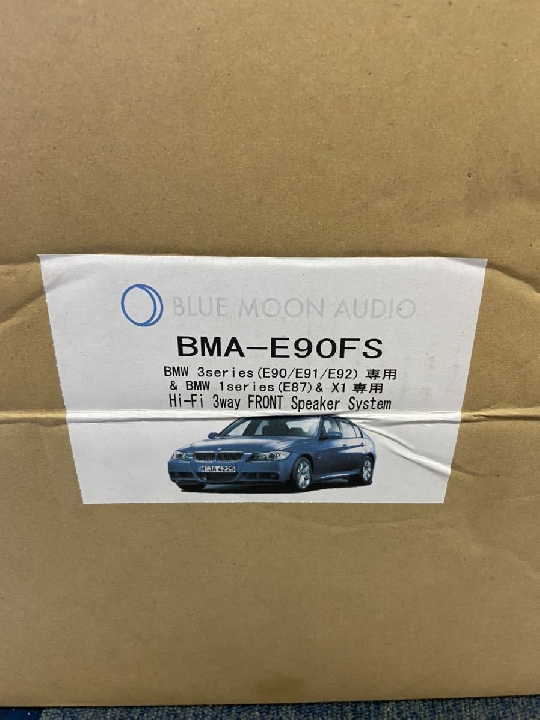 BLUE MOON AUDIO
BMA-E90FS
BMW 3series(E90/E91/E92) 専用
& BMW 1series(E87)& X1 専用
Hi-Fi 3way FRONT Speaker System